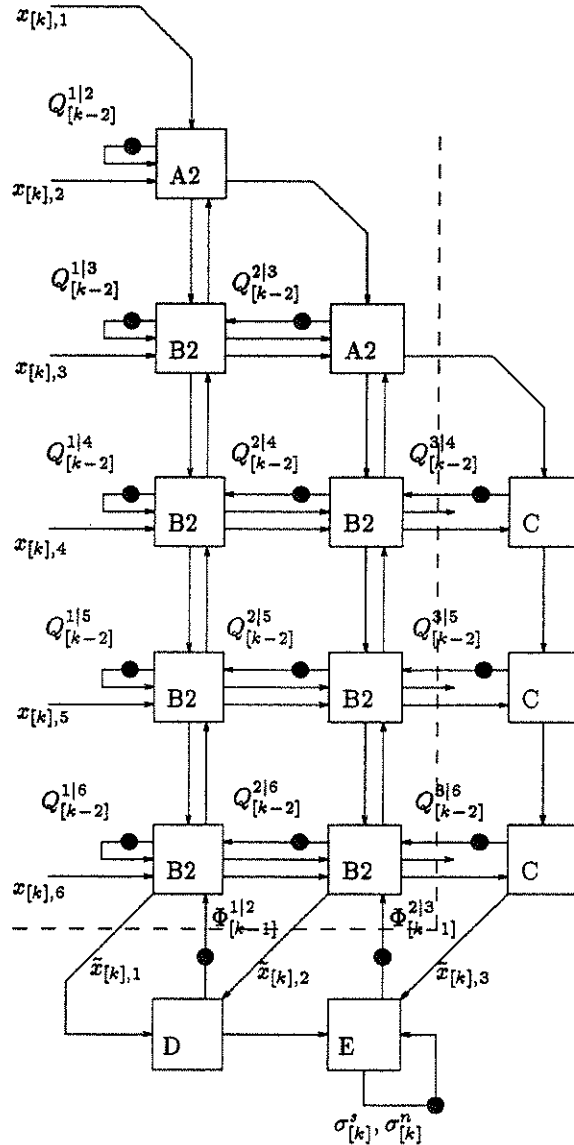 x_{[k],1}
Q^{1|2}_{[k-2]}
A2
x_{[k],2}
Q^{1|3}_{[k-2]} Q^{2|3}_{[k-2]}
B2 A2
x_{[k],3}
Q^{1|4}_{[k-2]} Q^{2|4}_{[k-2]} Q^{3|4}_{[k-2]}
B2 B2 C
x_{[k],4}
Q^{1|5}_{[k-2]} Q^{2|5}_{[k-2]} Q^{3|5}_{[k-2]}
B2 B2 C
x_{[k],5}
Q^{1|6}_{[k-2]} Q^{2|6}_{[k-2]} Q^{3|6}_{[k-2]}
B2 B2 C
x_{[k],6}
Φ^{1|2}_{[k-1]} Φ^{2|3}_{[k-1]}
x̃_{[k],1} x̃_{[k],2} x̃_{[k],3}
D E
σ^s_{[k]}, σ^n_{[k]}